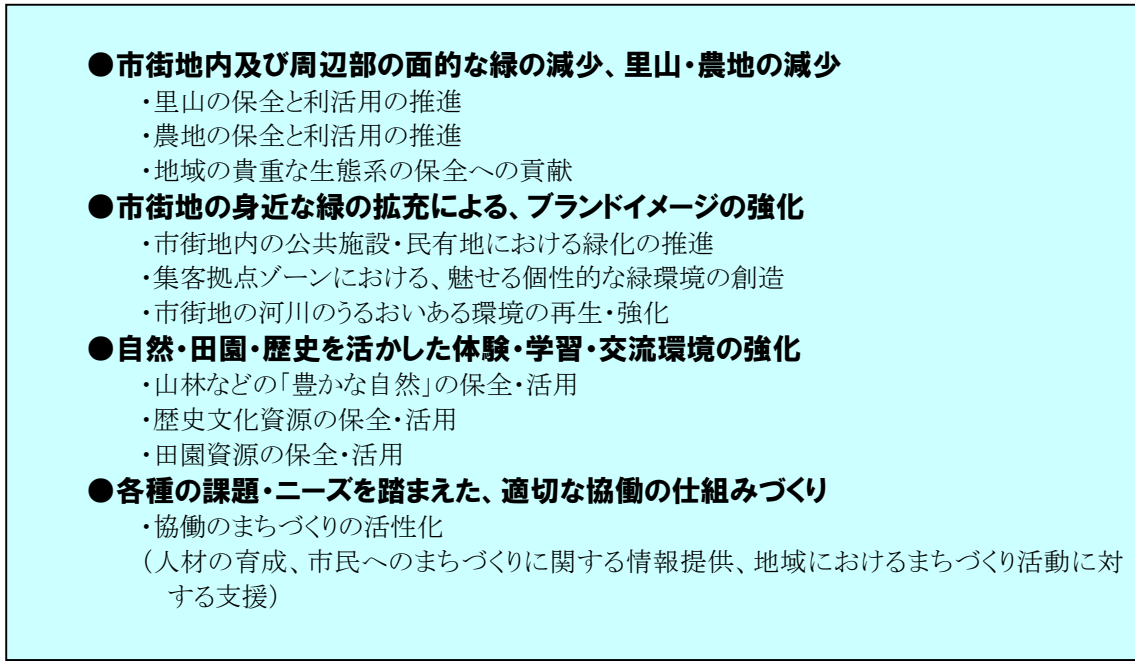 ●市街地内及び周辺部の面的な緑の減少、里山・農地の減少
・里山の保全と利活用の推進
・農地の保全と利活用の推進
・地域の貴重な生態系の保全への貢献
●市街地の身近な緑の拡充による、ブランドイメージの強化
・市街地内の公共施設・民有地における緑化の推進
・集客拠点ゾーンにおける、魅せる個性的な緑環境の創造
・市街地の河川のうるおいある環境の再生・強化
●自然・田園・歴史を活かした体験・学習・交流環境の強化
・山林などの「豊かな自然」の保全・活用
・歴史文化資源の保全・活用
・田園資源の保全・活用
●各種の課題・ニーズを踏まえた、適切な協働の仕組みづくり
・協働のまちづくりの活性化
（人材の育成、市民へのまちづくりに関する情報提供、地域におけるまちづくり活動に対
する支援）